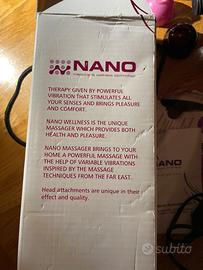 NANO
THERAPY GIVEN BY POWERFUL
VIBRATION THAT STIMULATES ALL
YOUR SENSES AND BRINGS PLEASURE
AND COMFORT.
NANO WELLNESS IS THE UNIQUE
MASSAGER WHICH PROVIDES BOTH
HEALTH AND PLEASURE.
NANO MASSAGER BRINGS TO YOUR
HOME A POWERFUL MASSAGE WITH
THE HELP OF VARIABLE VIBRATIONS
INSPIRED BY THE MASSAGE
TECHNIQUES FROM THE FAR EAST.
Head attachments are unique in their
effect and quality.
NANO
subito